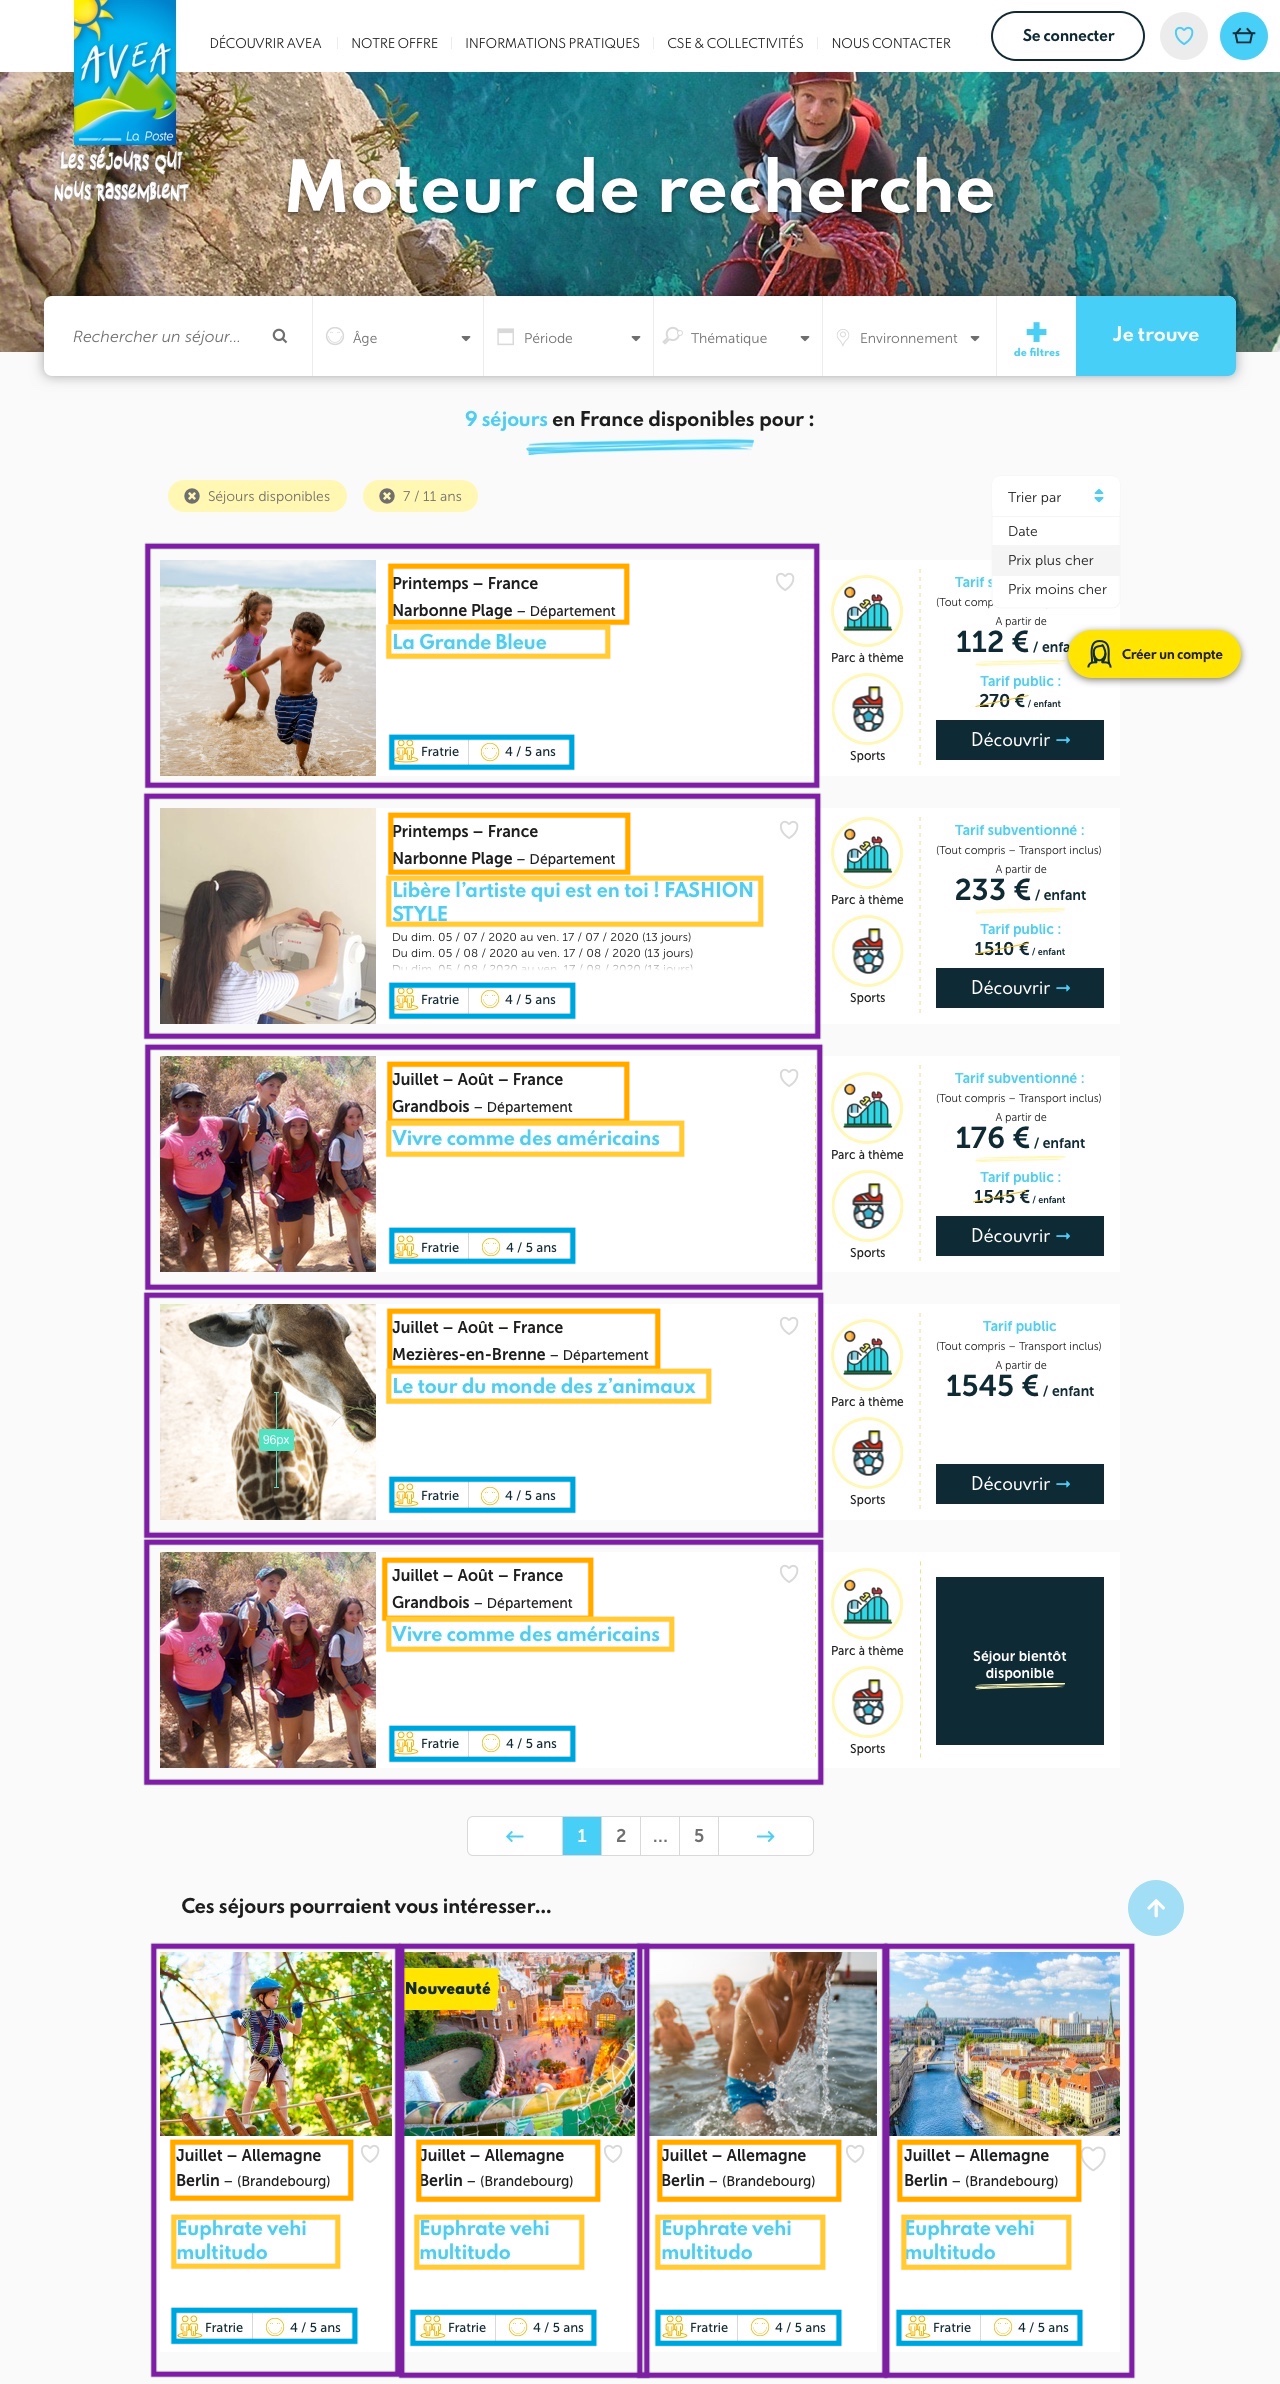 AVEA
La Poste
Les séjours qui
nous rassemblent
DÉCOUVRIR AVEA
NOTRE OFFRE
INFORMATIONS PRATIQUES
CSE & COLLECTIVITÉS
NOUS CONTACTER
Se connecter
Moteur de recherche
Rechercher un séjour...
Âge
Période
Thématique
Environnement
de filtres
Je trouve
9 séjours en France disponibles pour :
Séjours disponibles
7 / 11 ans
Trier par
Date
Prix plus cher
Prix moins cher
Printemps – France
Narbonne Plage – Département
La Grande Bleue
Fratrie
4 / 5 ans
Parc à thème
Sports
Tarif s
(Tout comp
A partir de
112 € / enfa
Tarif public :
270 € / enfant
Découvrir →
Créer un compte
Printemps – France
Narbonne Plage – Département
Libère l'artiste qui est en toi ! FASHION
STYLE
Du dim. 05 / 07 / 2020 au ven. 17 / 07 / 2020 (13 jours)
Du dim. 05 / 08 / 2020 au ven. 17 / 08 / 2020 (13 jours)
Du dim. 05 / 08 / 2020 au ven. 17 / 08 / 2020 (13 jours)
Fratrie
4 / 5 ans
Parc à thème
Sports
Tarif subventionné :
(Tout compris – Transport inclus)
A partir de
233 € / enfant
Tarif public :
1510 € / enfant
Découvrir →
Juillet – Août – France
Grandbois – Département
Vivre comme des américains
Fratrie
4 / 5 ans
Parc à thème
Sports
Tarif subventionné :
(Tout compris – Transport inclus)
A partir de
176 € / enfant
Tarif public :
1545 € / enfant
Découvrir →
Juillet – Août – France
Mezières-en-Brenne – Département
Le tour du monde des z'animaux
96px
Fratrie
4 / 5 ans
Parc à thème
Sports
Tarif public
(Tout compris – Transport inclus)
A partir de
1545 € / enfant
Découvrir →
Juillet – Août – France
Grandbois – Département
Vivre comme des américains
Fratrie
4 / 5 ans
Parc à thème
Sports
Séjour bientôt
disponible
← 1 2 ... 5 →
Ces séjours pourraient vous intéresser...
Juillet – Allemagne
Berlin – (Brandebourg)
Euphrate vehi
multitudo
Fratrie
4 / 5 ans
Nouveauté
Juillet – Allemagne
Berlin – (Brandebourg)
Euphrate vehi
multitudo
Fratrie
4 / 5 ans
Juillet – Allemagne
Berlin – (Brandebourg)
Euphrate vehi
multitudo
Fratrie
4 / 5 ans
Juillet – Allemagne
Berlin – (Brandebourg)
Euphrate vehi
multitudo
Fratrie
4 / 5 ans